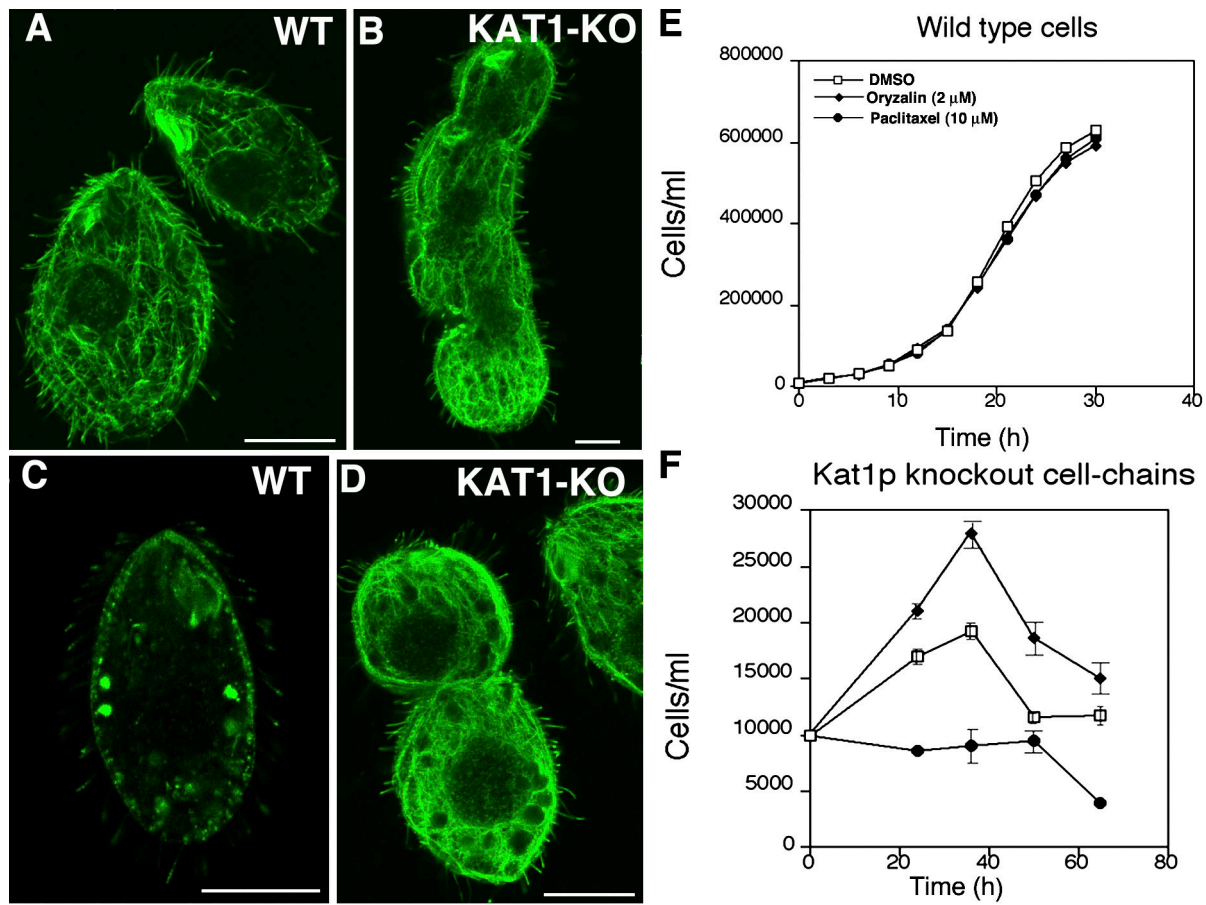 A
WT
B
KAT1-KO
C
WT
D
KAT1-KO
E
Wild type cells
800000
600000
400000
200000
0
Cells/ml
DMSO
Oryzalin (2 µM)
Paclitaxel (10 µM)
0
10
20
30
40
Time (h)
F
Kat1p knockout cell-chains
30000
25000
20000
15000
10000
5000
0
Cells/ml
0
20
40
60
80
Time (h)